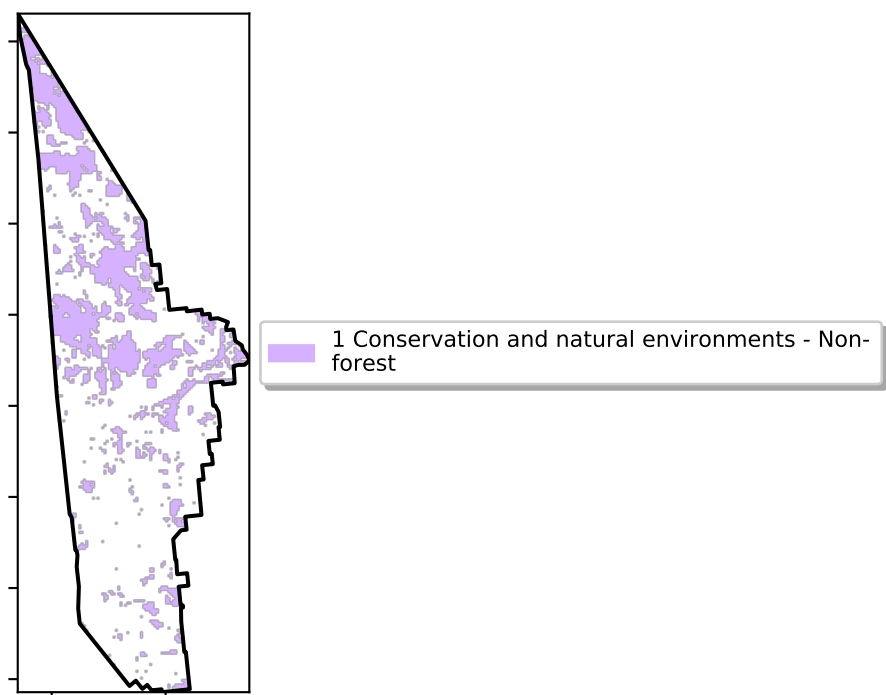 1 Conservation and natural environments - Non-
forest